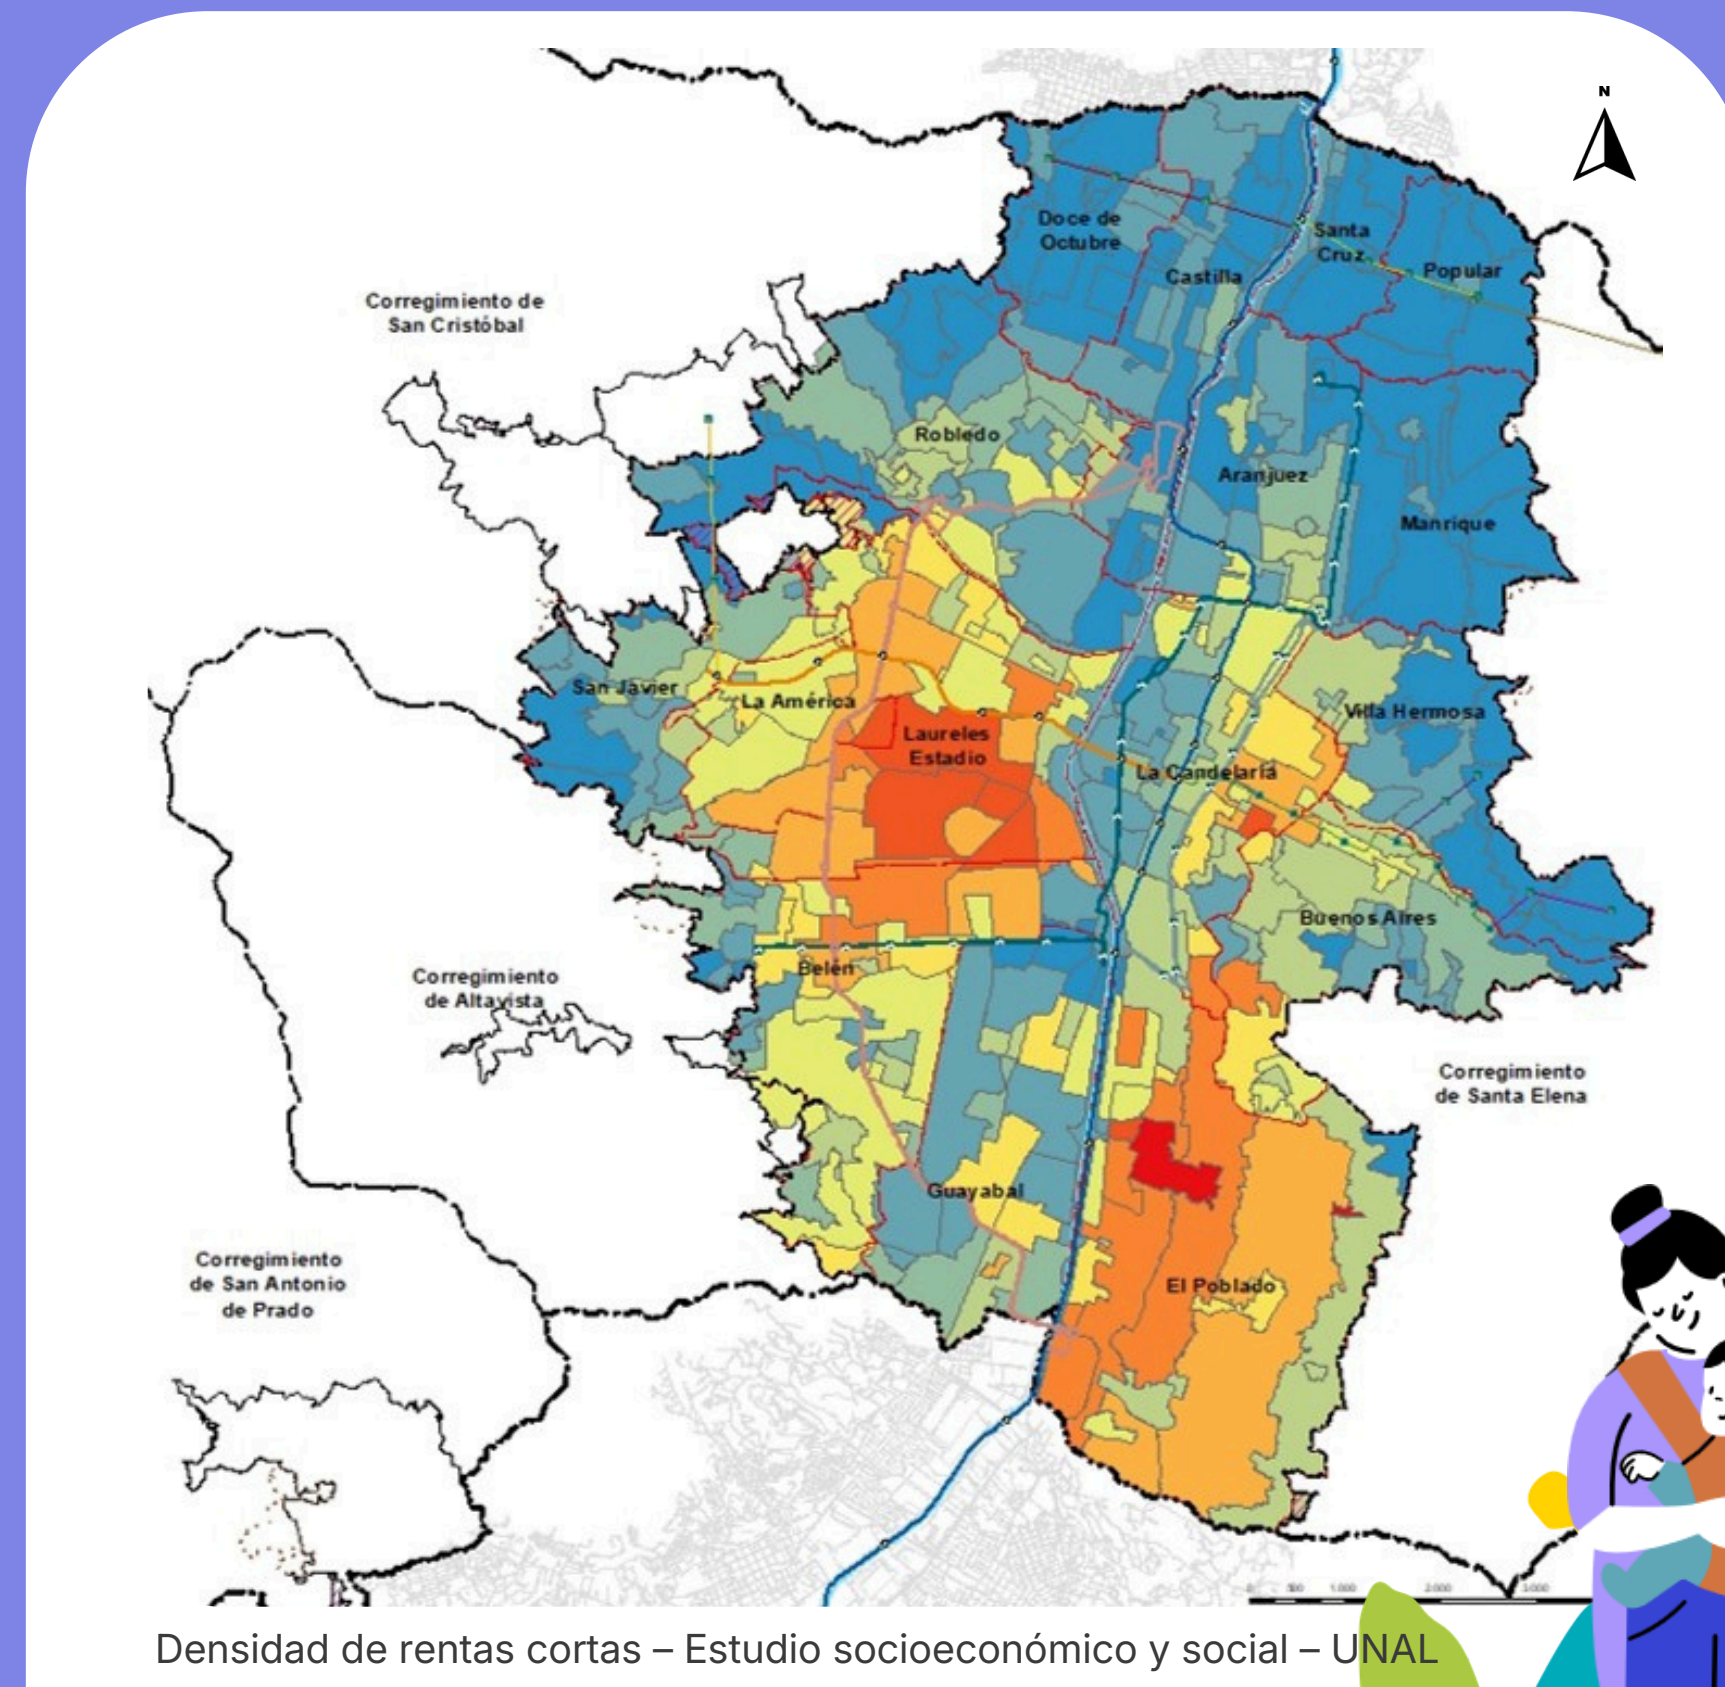 N
Doce de
Octubre
Santa
Cruz
Popular
Castilla
Corregimiento de
San Cristóbal
Robledo
Aranjuez
Manrique
San Javier
La América
Villa Hermosa
Laureles
Estadio
La Candelaria
Buenos Aires
Belén
Corregimiento
de Altavista
Corregimiento
de Santa Elena
Guayabal
Corregimiento
de San Antonio
de Prado
El Poblado
Densidad de rentas cortas – Estudio socioeconómico y social – UNAL